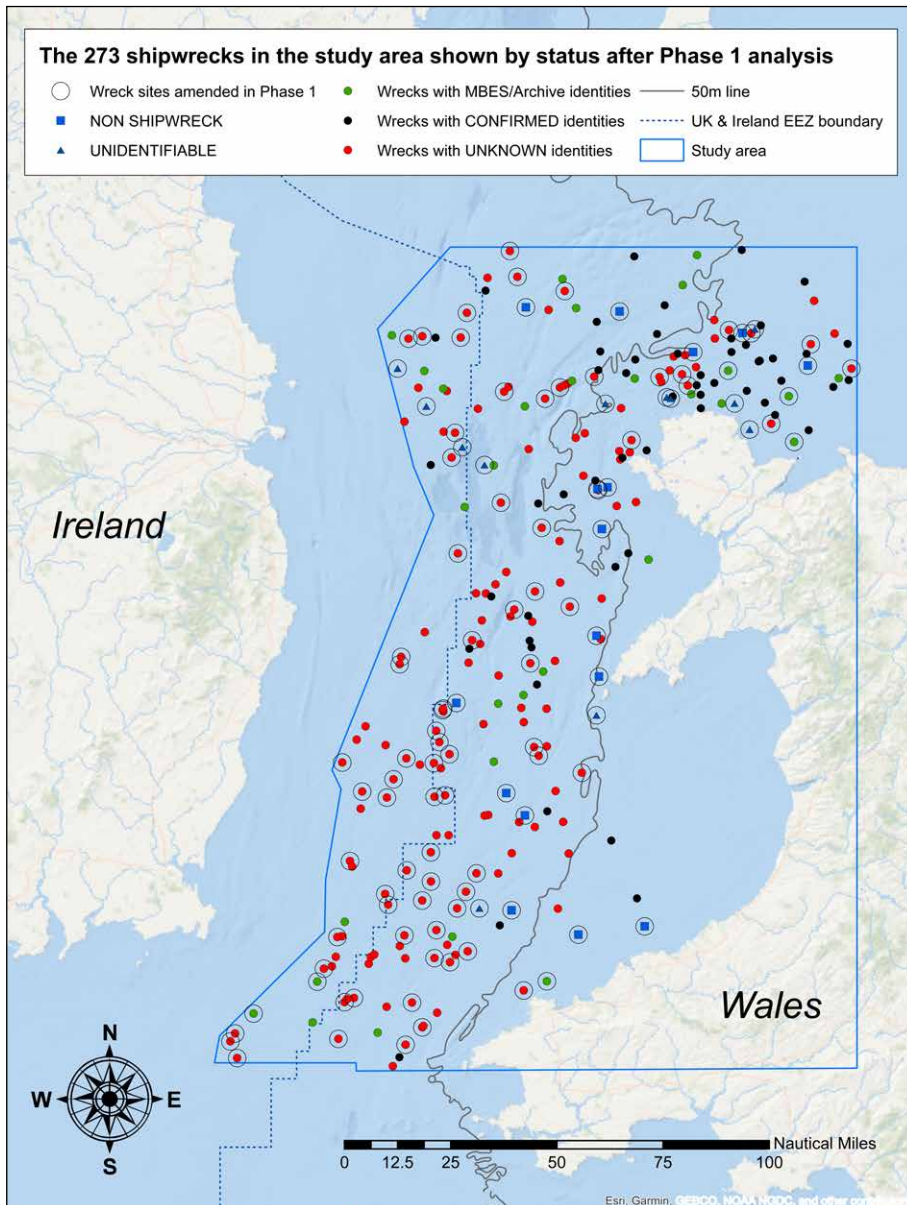 The 273 shipwrecks in the study area shown by status after Phase 1 analysis
Wreck sites amended in Phase 1
NON SHIPWRECK
UNIDENTIFIABLE
Wrecks with MBES/Archive identities
Wrecks with CONFIRMED identities
Wrecks with UNKNOWN identities
50m line
UK & Ireland EEZ boundary
Study area
Ireland
Wales
N
W E
S
Nautical Miles
0 12.5 25 50 75 100
Esri, Garmin, GEBCO, NOAA NGDC, and other